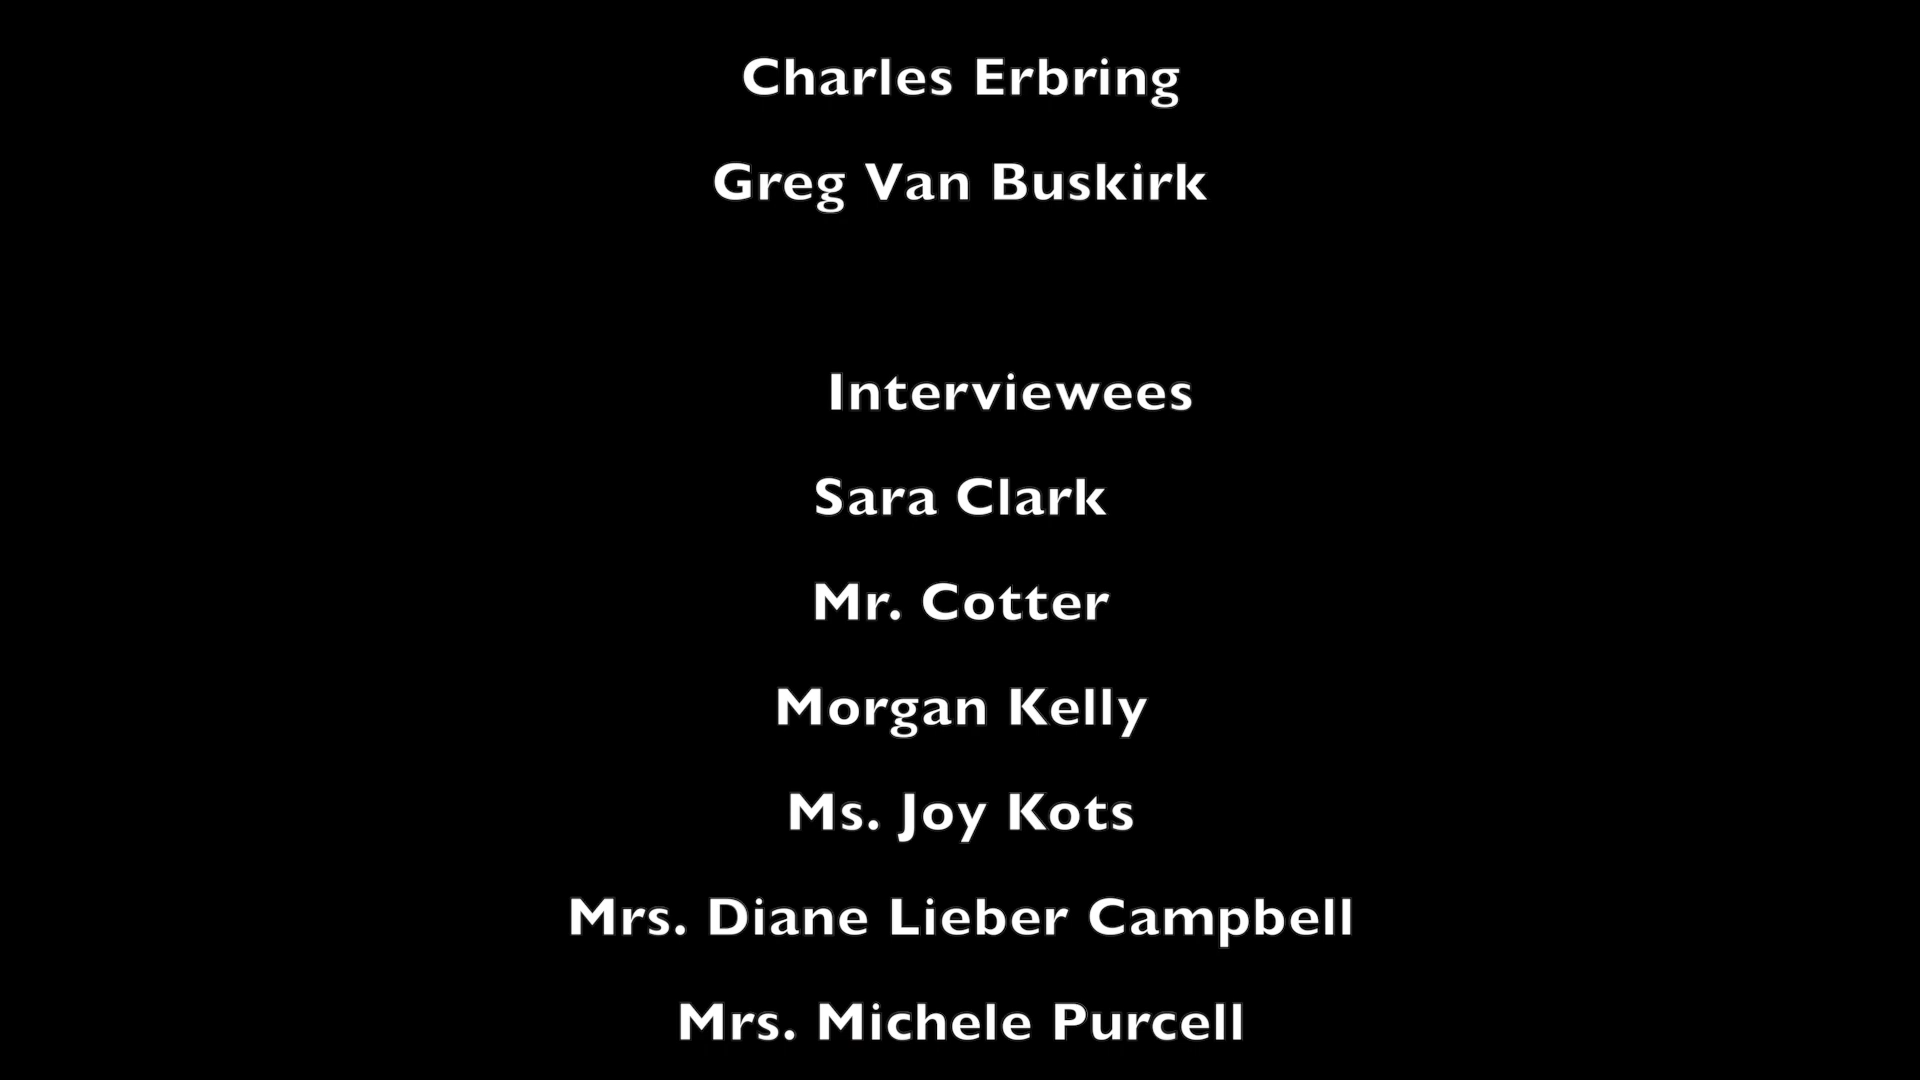 Charles Erbring
Greg Van Buskirk
Interviewees
Sara Clark
Mr. Cotter
Morgan Kelly
Ms. Joy Kots
Mrs. Diane Lieber Campbell
Mrs. Michele Purcell